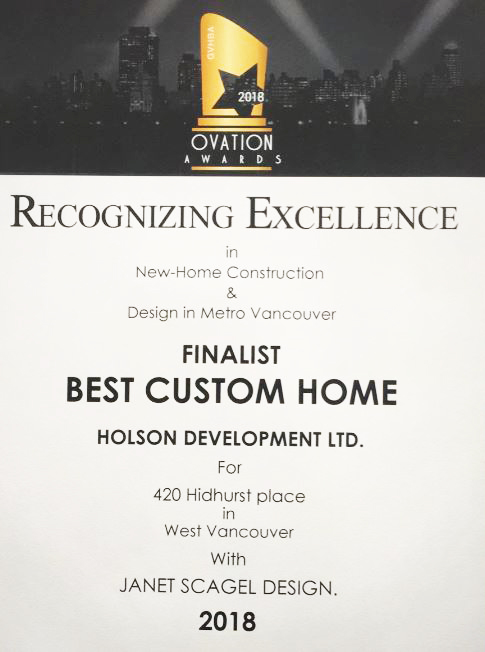 GVHBA
2018
OVATION
AWARDS
RECOGNIZING EXCELLENCE
in
New-Home Construction
&
Design in Metro Vancouver
FINALIST
BEST CUSTOM HOME
HOLSON DEVELOPMENT LTD.
For
420 Hidhurst place
in
West Vancouver
With
JANET SCAGEL DESIGN.
2018